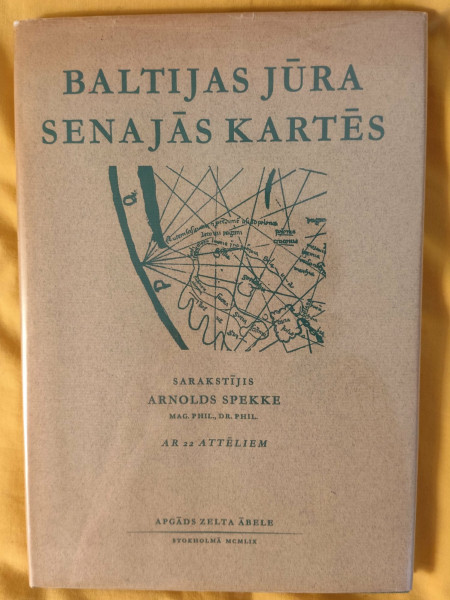 BALTIJAS JŪRA
SENAJĀS KARTĒS
SARAKSTĪJIS
ARNOLDS SPEKKE
MAG. PHIL., DR. PHIL.
AR 22 ATTĒLIEM
APGĀDS ZELTA ĀBELE
STOKHOLMĀ MCMLIX